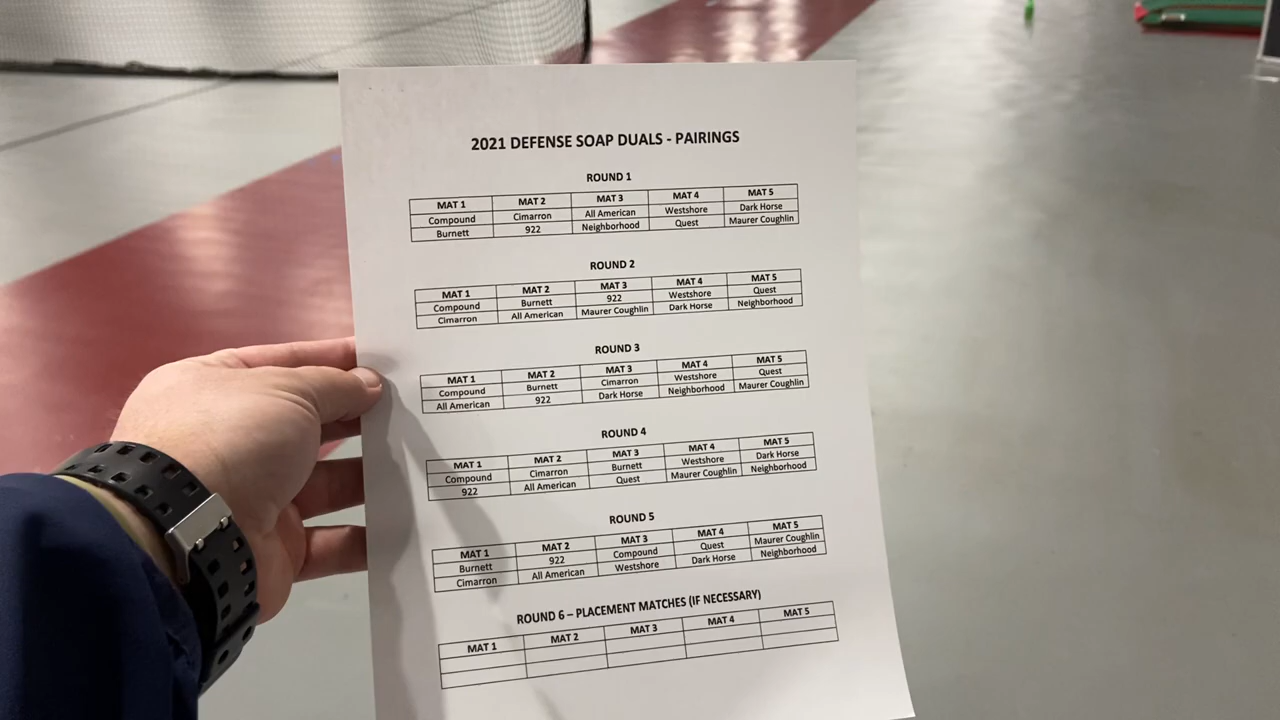 2021 DEFENSE SOAP DUALS - PAIRINGS
ROUND 1
MAT 1 MAT 2 MAT 3 MAT 4 MAT 5
Compound Cimarron All American Westshore Dark Horse
Burnett 922 Neighborhood Quest Maurer Coughlin
ROUND 2
MAT 1 MAT 2 MAT 3 MAT 4 MAT 5
Compound Burnett 922 Westshore Quest
Cimarron All American Maurer Coughlin Dark Horse Neighborhood
ROUND 3
MAT 1 MAT 2 MAT 3 MAT 4 MAT 5
Compound Burnett Cimarron Westshore Quest
All American 922 Dark Horse Neighborhood Maurer Coughlin
ROUND 4
MAT 1 MAT 2 MAT 3 MAT 4 MAT 5
Compound Cimarron Burnett Westshore Dark Horse
922 All American Quest Maurer Coughlin Neighborhood
ROUND 5
MAT 1 MAT 2 MAT 3 MAT 4 MAT 5
Burnett 922 Compound Quest Maurer Coughlin
Cimarron All American Westshore Dark Horse Neighborhood
ROUND 6 – PLACEMENT MATCHES (IF NECESSARY)
MAT 1 MAT 2 MAT 3 MAT 4 MAT 5